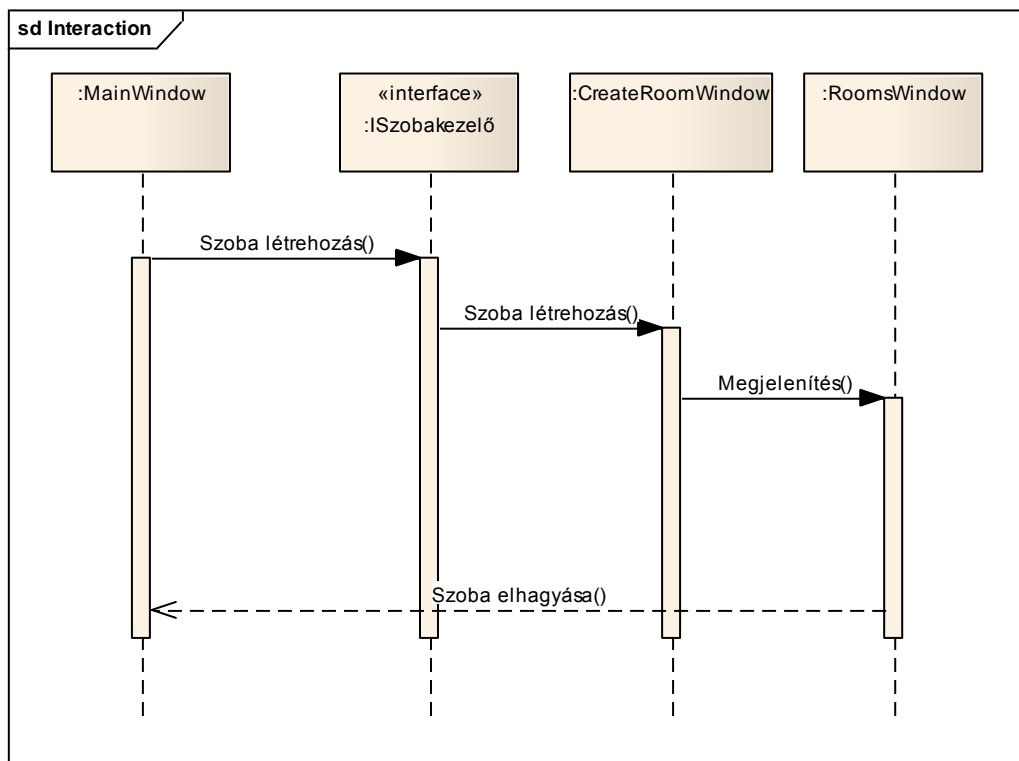 sd Interaction
:MainWindow
«interface»
:ISzobakezelő
:CreateRoomWindow
:RoomsWindow
Szoba létrehozás()
Szoba létrehozás()
Megjelenítés()
Szoba elhagyása()